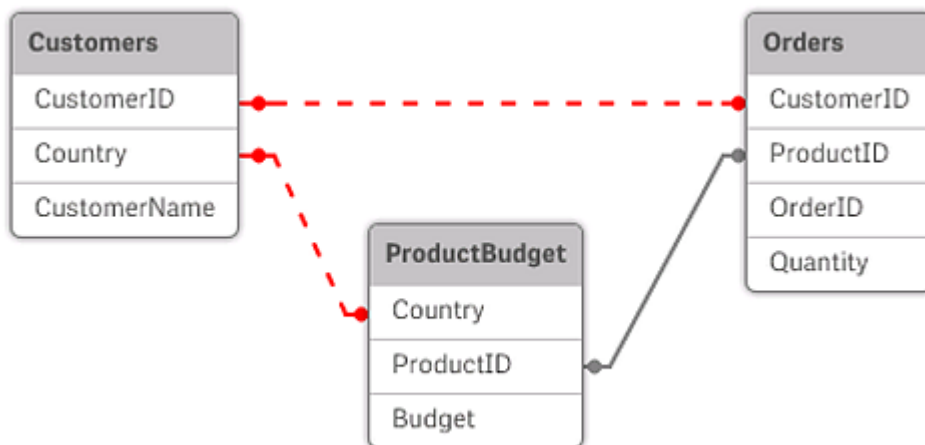 Customers
CustomerID
Country
CustomerName
ProductBudget
Country
ProductID
Budget
Orders
CustomerID
ProductID
OrderID
Quantity